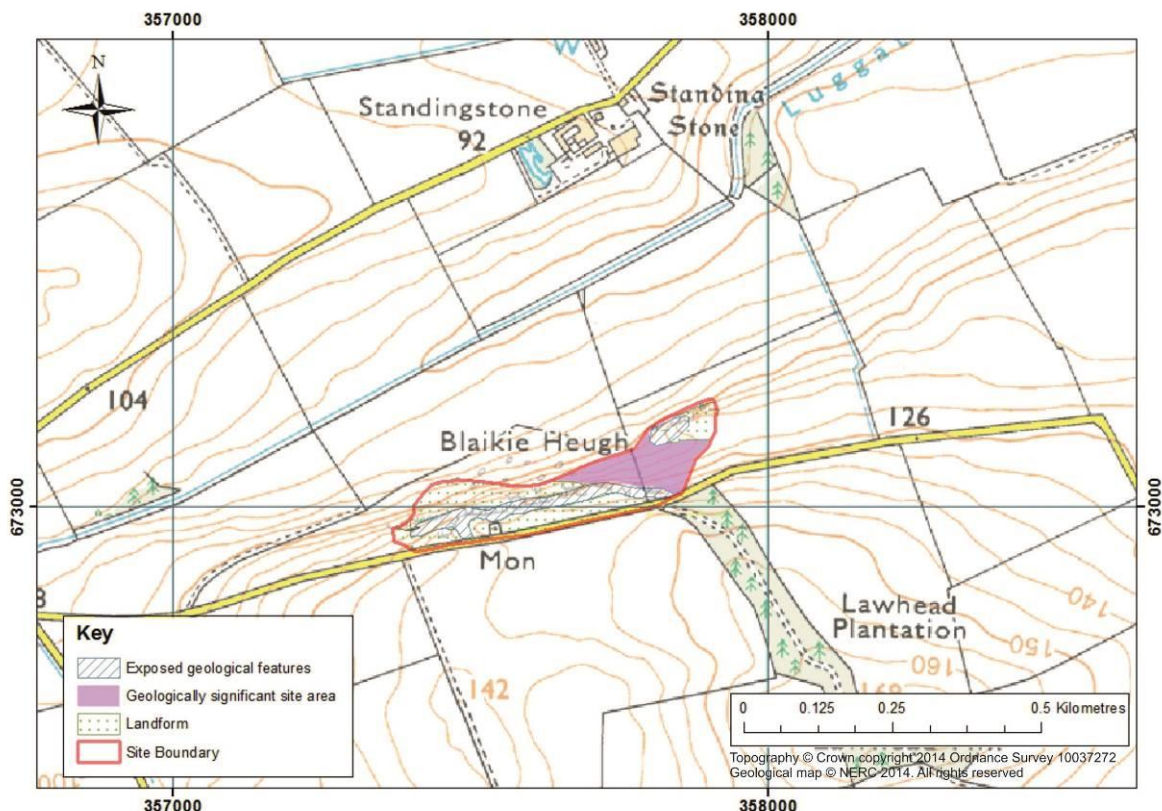 357000
358000
N
Standingstone
92
Standing
Stone
W
Lugga
104
Blaikie Heugh
126
673000
673000
Mon
8
Lawhead
Plantation
140
150
160
142
Key
Exposed geological features
Geologically significant site area
Landform
Site Boundary
0 0.125 0.25 0.5 Kilometres
Topography © Crown copyright 2014 Ordnance Survey 10037272
Geological map © NERC 2014. All rights reserved
357000
358000